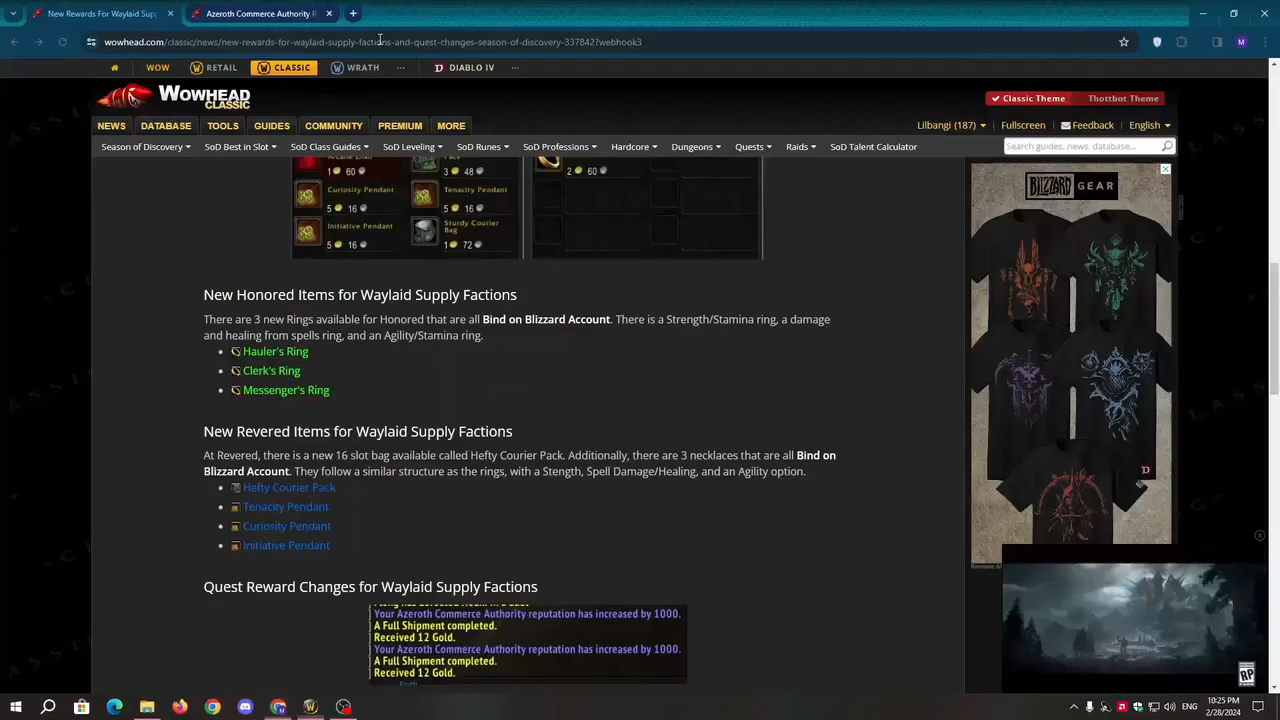 New Rewards For Waylaid Sup
Azeroth Commerce Authority R
wowhead.com/classic/news/new-rewards-for-waylaid-supply-factions-and-quest-changes-season-of-discovery-337842?webhook3
M
WOW
RETAIL
CLASSIC
WRATH
DIABLO IV
WOWHEAD
CLASSIC
Classic Theme
Thottbot Theme
NEWS
DATABASE
TOOLS
GUIDES
COMMUNITY
PREMIUM
MORE
Lilbangi (187)
Fullscreen
Feedback
English
Season of Discovery
SoD Best in Slot
SoD Class Guides
SoD Leveling
SoD Runes
SoD Professions
Hardcore
Dungeons
Quests
Raids
SoD Talent Calculator
Search guides, news, database...
1 60
3 48
2 60
Curiosity Pendant
Tenacity Pendant
5 16
5 16
Initiative Pendant
Sturdy Courier
Bag
5 16
1 72
BLIZZARD GEAR
New Honored Items for Waylaid Supply Factions
There are 3 new Rings available for Honored that are all Bind on Blizzard Account. There is a Strength/Stamina ring, a damage
and healing from spells ring, and an Agility/Stamina ring.
Hauler's Ring
Clerk's Ring
Messenger's Ring
New Revered Items for Waylaid Supply Factions
At Revered, there is a new 16 slot bag available called Hefty Courier Pack. Additionally, there are 3 necklaces that are all Bind on
Blizzard Account. They follow a similar structure as the rings, with a Stength, Spell Damage/Healing, and an Agility option.
Hefty Courier Pack
Tenacity Pendant
Curiosity Pendant
Initiative Pendant
Quest Reward Changes for Waylaid Supply Factions
Your Azeroth Commerce Authority reputation has increased by 1000.
A Full Shipment completed.
Received 12 Gold.
Your Azeroth Commerce Authority reputation has increased by 1000.
A Full Shipment completed.
Received 12 Gold.
RP
ENG
10:25 PM
2/28/2024